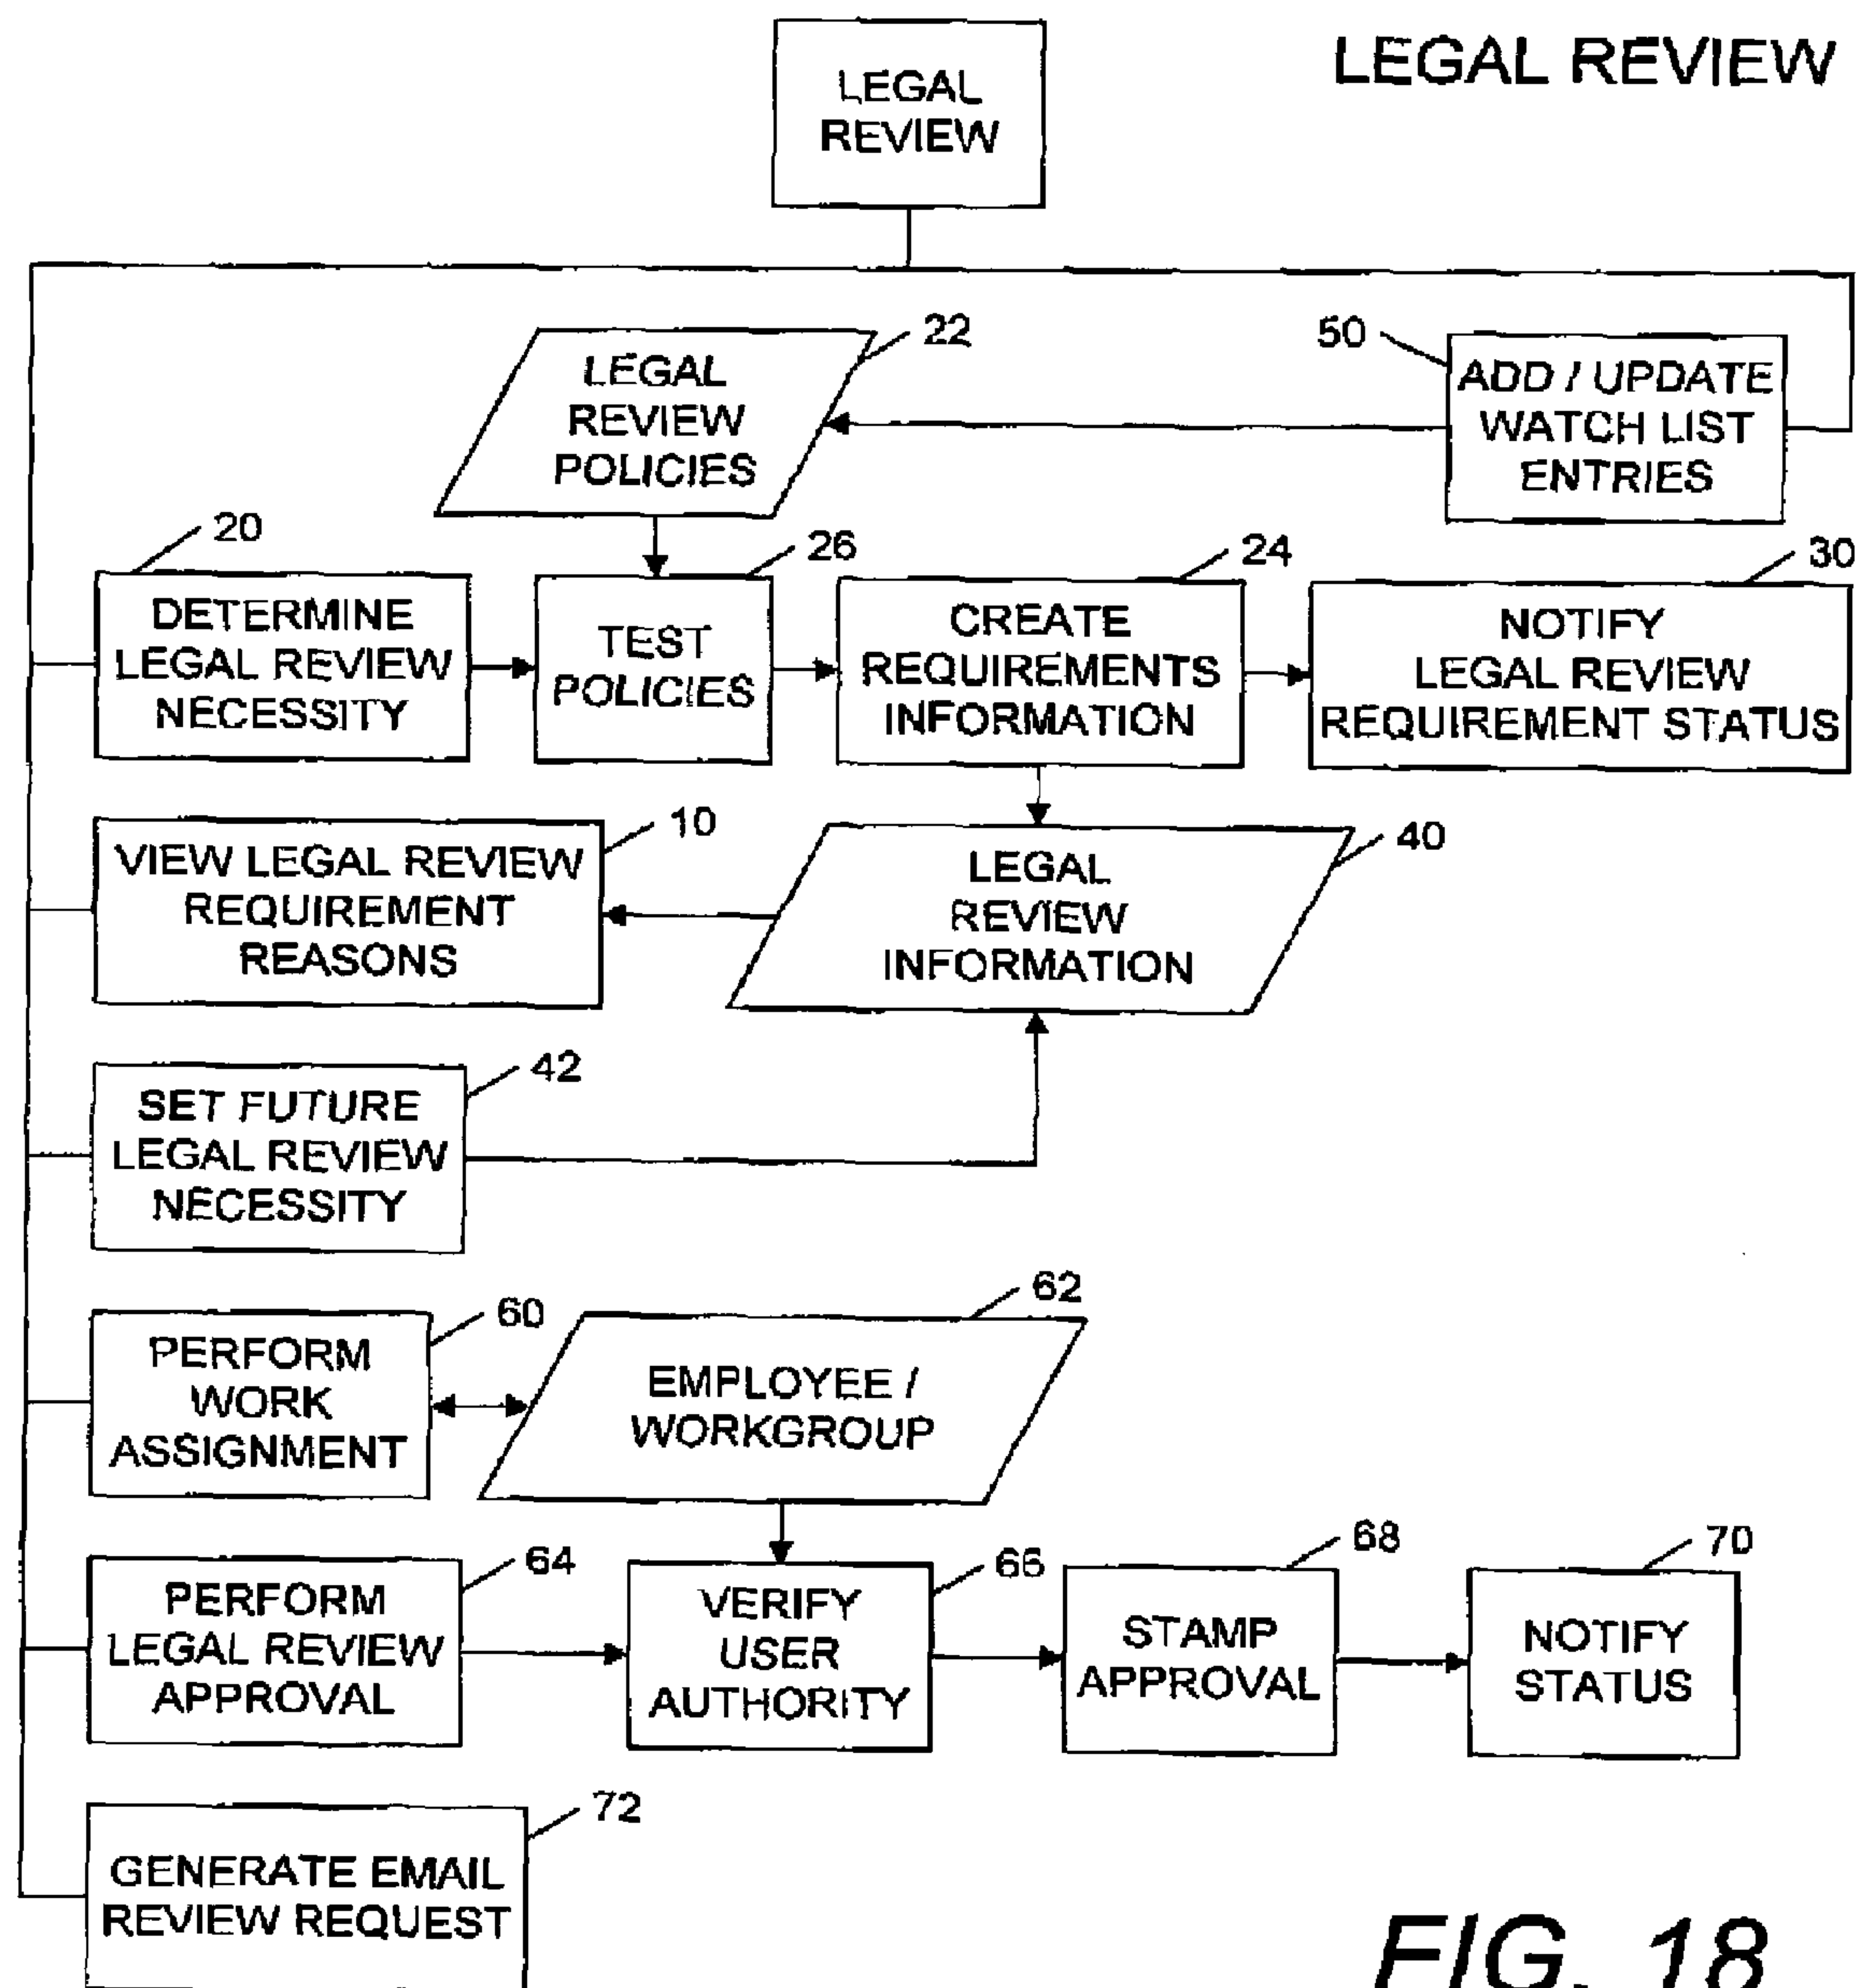 LEGAL REVIEW
LEGAL
REVIEW
22
LEGAL
REVIEW
POLICIES
50
ADD / UPDATE
WATCH LIST
ENTRIES
20
DETERMINE
LEGAL REVIEW
NECESSITY
26
TEST
POLICIES
24
CREATE
REQUIREMENTS
INFORMATION
30
NOTIFY
LEGAL REVIEW
REQUIREMENT STATUS
10
VIEW LEGAL REVIEW
REQUIREMENT
REASONS
40
LEGAL
REVIEW
INFORMATION
42
SET FUTURE
LEGAL REVIEW
NECESSITY
60
PERFORM
WORK
ASSIGNMENT
62
EMPLOYEE /
WORKGROUP
64
PERFORM
LEGAL REVIEW
APPROVAL
66
VERIFY
USER
AUTHORITY
68
STAMP
APPROVAL
70
NOTIFY
STATUS
72
GENERATE EMAIL
REVIEW REQUEST
FIG. 18